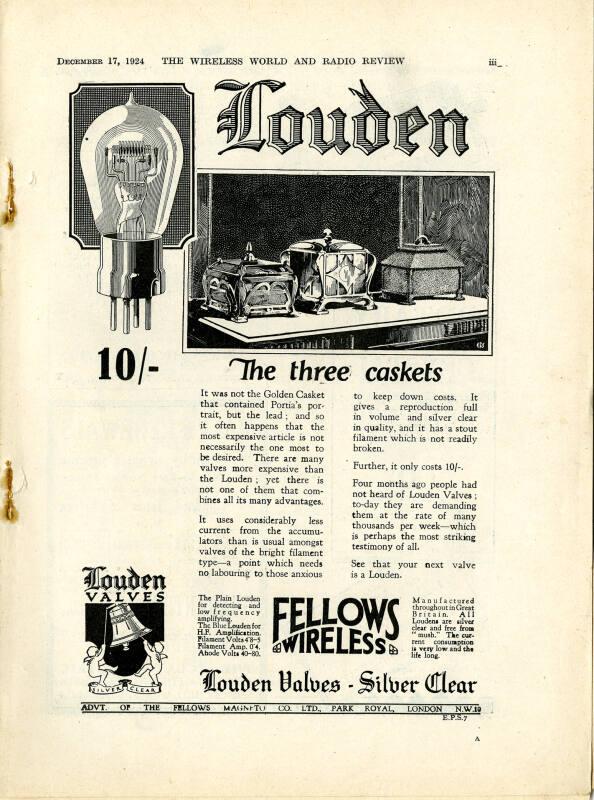 December 17, 1924 THE WIRELESS WORLD AND RADIO REVIEW iii
Louden
10/-
The three caskets
It was not the Golden Casket
that contained Portia's por-
trait, but the lead ; and so
it often happens that the
most expensive article is not
necessarily the one most to
be desired. There are many
valves more expensive than
the Louden ; yet there is
not one of them that com-
bines all its many advantages.
It uses considerably less
current from the accumu-
lators than is usual amongst
valves of the bright filament
type—a point which needs
no labouring to those anxious
to keep down costs. It
gives a reproduction full
in volume and silver clear
in quality, and it has a stout
filament which is not readily
broken.
Further, it only costs 10/-.
Four months ago people had
not heard of Louden Valves ;
to-day they are demanding
them at the rate of many
thousands per week—which
is perhaps the most striking
testimony of all.
See that your next valve
is a Louden.
Louden
VALVES
SILVER CLEAR
The Plain Louden
for detecting and
low frequency
amplifying.
The Blue Louden for
H.F. Amplification.
Filament Volts 4·8–5
Filament Amp. 0·4.
Anode Volts 40–80.
FELLOWS
WIRELESS
Manufactured
throughout in Great
Britain. All
Loudens are silver
clear and free from
"mush." The cur-
rent consumption
is very low and the
life long.
Louden Valves - Silver Clear
ADVT. OF THE FELLOWS MAGNETO CO. LTD., PARK ROYAL, LONDON N.W.10
E.P.S.7
A